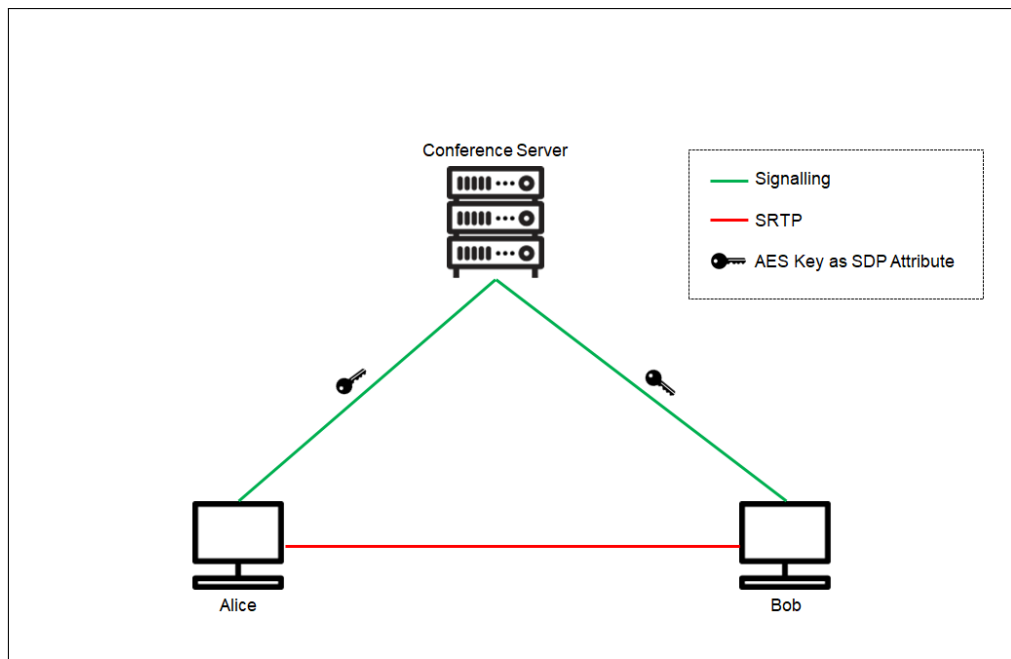 Conference Server
Signalling
SRTP
AES Key as SDP Attribute
Alice
Bob